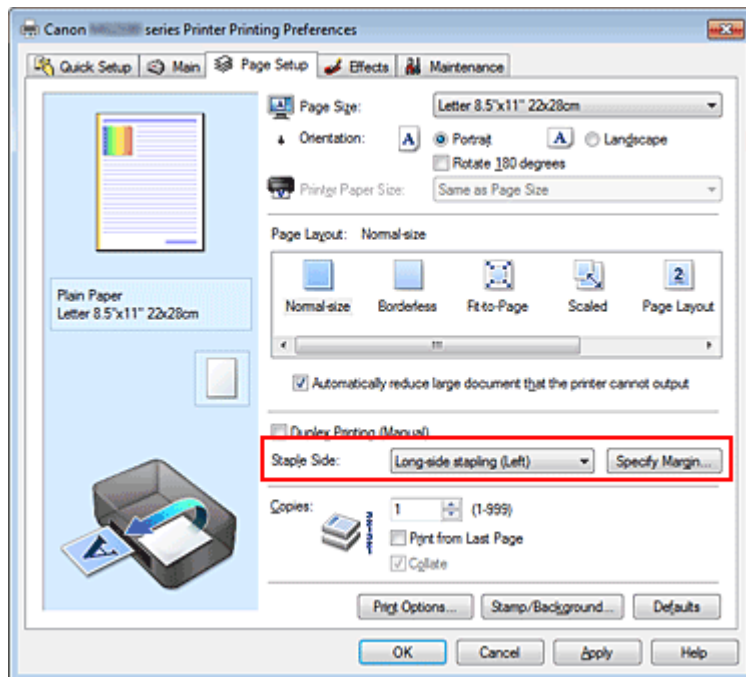 Canon series Printer Printing Preferences
Quick Setup Main Page Setup Effects Maintenance
Page Size: Letter 8.5"x11" 22x28cm
Orientation: A Portrait A Landscape
Rotate 180 degrees
Printer Paper Size: Same as Page Size
Page Layout: Normal-size
2
Normal-size Borderless Fit-to-Page Scaled Page Layout
Plain Paper
Letter 8.5"x11" 22x28cm
Automatically reduce large document that the printer cannot output
Duplex Printing (Manual)
Staple Side: Long-side stapling (Left) Specify Margin...
Copies: 1 (1-999)
Print from Last Page
Collate
A
Print Options... Stamp/Background... Defaults
OK Cancel Apply Help